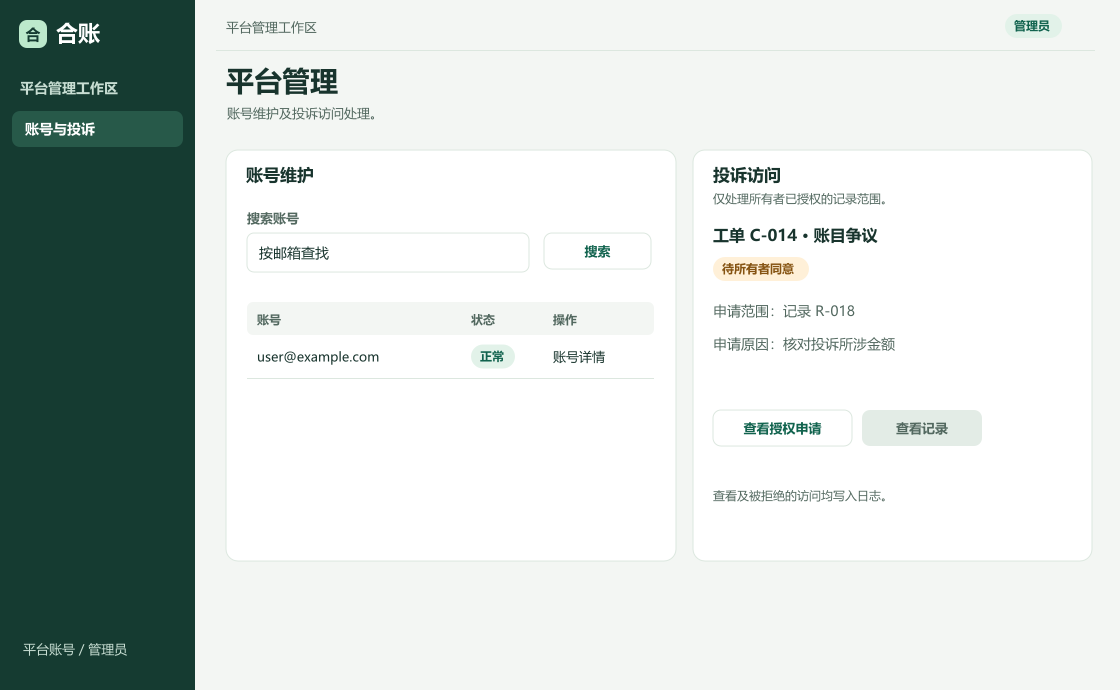 合 合账
平台管理工作区
账号与投诉
平台账号 / 管理员
平台管理工作区
管理员
平台管理
账号维护及投诉访问处理。
账号维护
搜索账号
按邮箱查找
搜索
账号 状态 操作
user@example.com 正常 账号详情
投诉访问
仅处理所有者已授权的记录范围。
工单 C-014 • 账目争议
待所有者同意
申请范围：记录 R-018
申请原因：核对投诉所涉金额
查看授权申请 查看记录
查看及被拒绝的访问均写入日志。